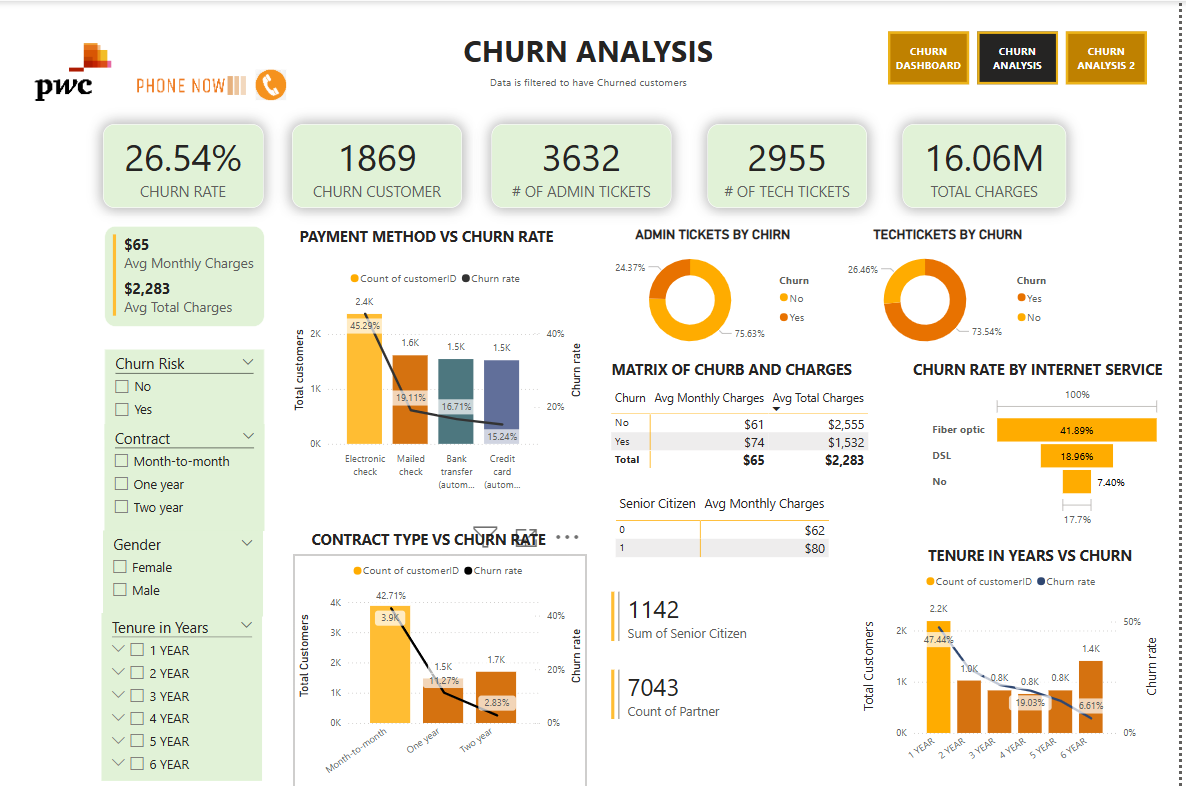 CHURN ANALYSIS
Data is filtered to have Churned customers
pwc
PHONE NOW
CHURN DASHBOARD
CHURN ANALYSIS
CHURN ANALYSIS 2
26.54%
CHURN RATE
1869
CHURN CUSTOMER
3632
# OF ADMIN TICKETS
2955
# OF TECH TICKETS
16.06M
TOTAL CHARGES
$65
Avg Monthly Charges
$2,283
Avg Total Charges
Churn Risk
No
Yes
Contract
Month-to-month
One year
Two year
Gender
Female
Male
Tenure in Years
1 YEAR
2 YEAR
3 YEAR
4 YEAR
5 YEAR
6 YEAR
PAYMENT METHOD VS CHURN RATE
Count of customerID Churn rate
Total customers
Churn rate
2K
1K
0K
40%
20%
2.4K
1.6K
1.5K
1.5K
45.29%
19.11%
16.71%
15.24%
Electronic check
Mailed check
Bank transfer (autom...
Credit card (autom...
CONTRACT TYPE VS CHURN RATE
Count of customerID Churn rate
Total Customers
Churn rate
4K
3K
2K
1K
0K
40%
20%
0%
42.71%
3.9K
1.5K
11.27%
1.7K
2.83%
Month-to-month
One year
Two year
ADMIN TICKETS BY CHIRN
24.37%
75.63%
Churn
No
Yes
TECHTICKETS BY CHURN
26.46%
73.54%
Churn
Yes
No
MATRIX OF CHURB AND CHARGES
Churn Avg Monthly Charges Avg Total Charges
No $61 $2,555
Yes $74 $1,532
Total $65 $2,283
Senior Citizen Avg Monthly Charges
0 $62
1 $80
1142
Sum of Senior Citizen
7043
Count of Partner
CHURN RATE BY INTERNET SERVICE
100%
Fiber optic 41.89%
DSL 18.96%
No 7.40%
17.7%
TENURE IN YEARS VS CHURN
Count of customerID Churn rate
Total Customers
Churn rate
2K
1K
0K
50%
0%
2.2K
47.44%
1.0K
0.8K
0.8K
19.03%
0.8K
1.4K
6.61%
1 YEAR
2 YEAR
3 YEAR
4 YEAR
5 YEAR
6 YEAR